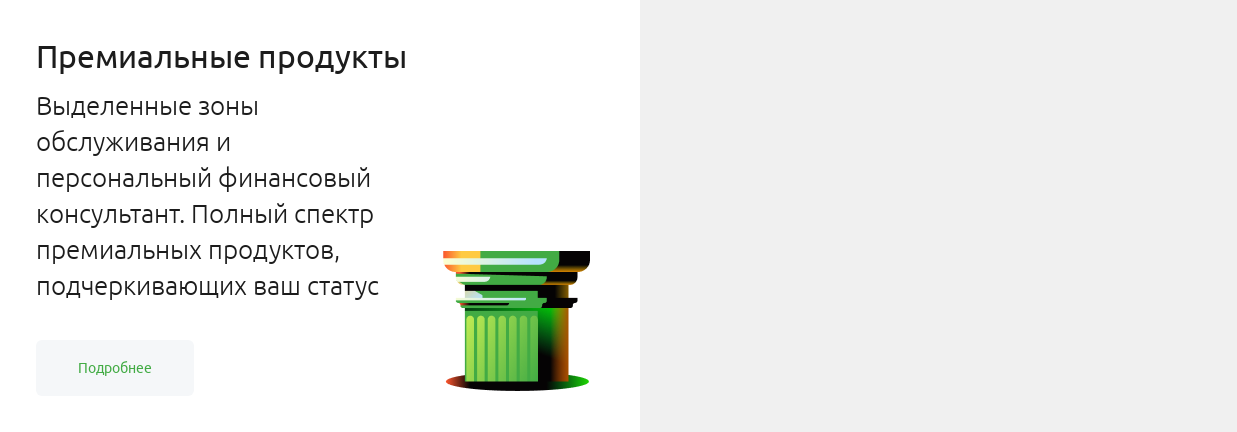 Премиальные продукты
Выделенные зоны
обслуживания и
персональный финансовый
консультант. Полный спектр
премиальных продуктов,
подчеркивающих ваш статус
Подробнее